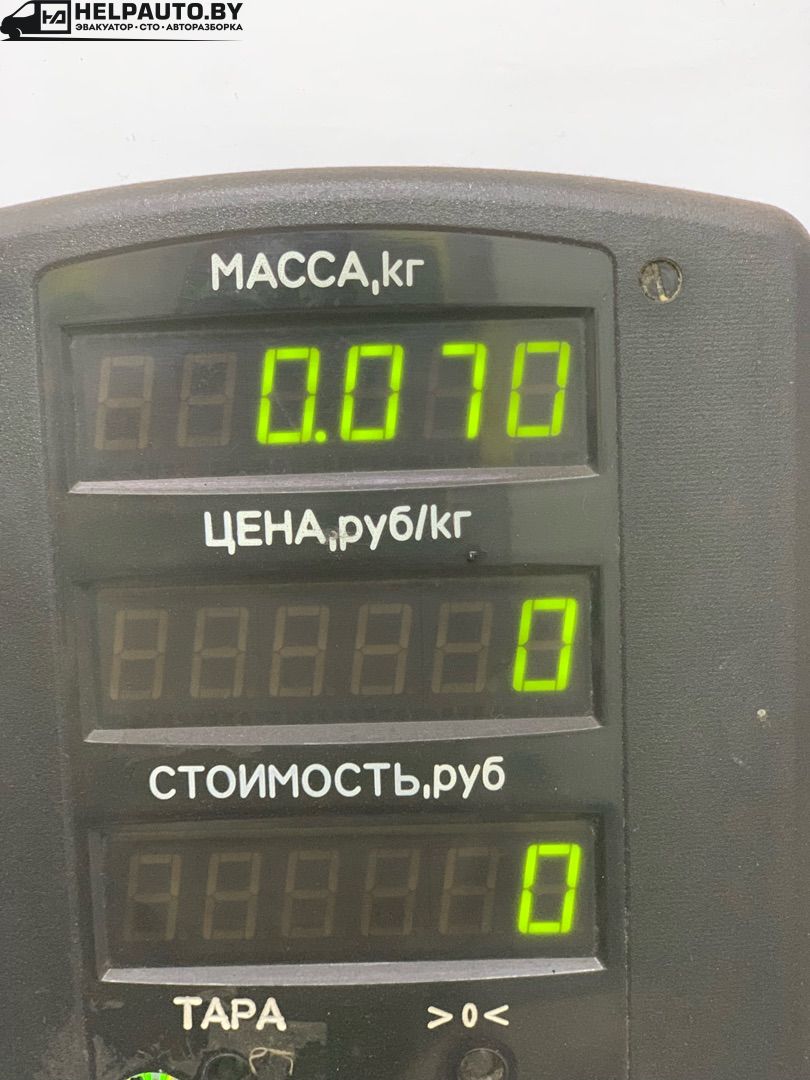 HELPAUTO.BY
ЭВАКУАТОР · СТО · АВТОРАЗБОРКА
МАССА,кг
0.070
ЦЕНА,руб/кг
0
СТОИМОСТЬ,руб
0
ТАРА >0<